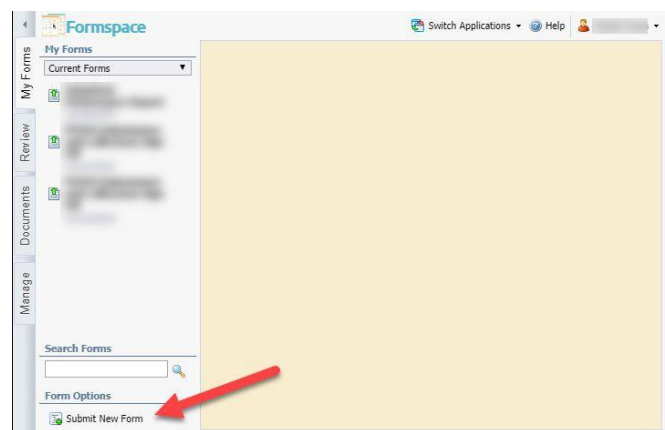 Formspace
Switch Applications
Help
My Forms
Review
Documents
Manage
My Forms
Current Forms
Search Forms
Form Options
Submit New Form